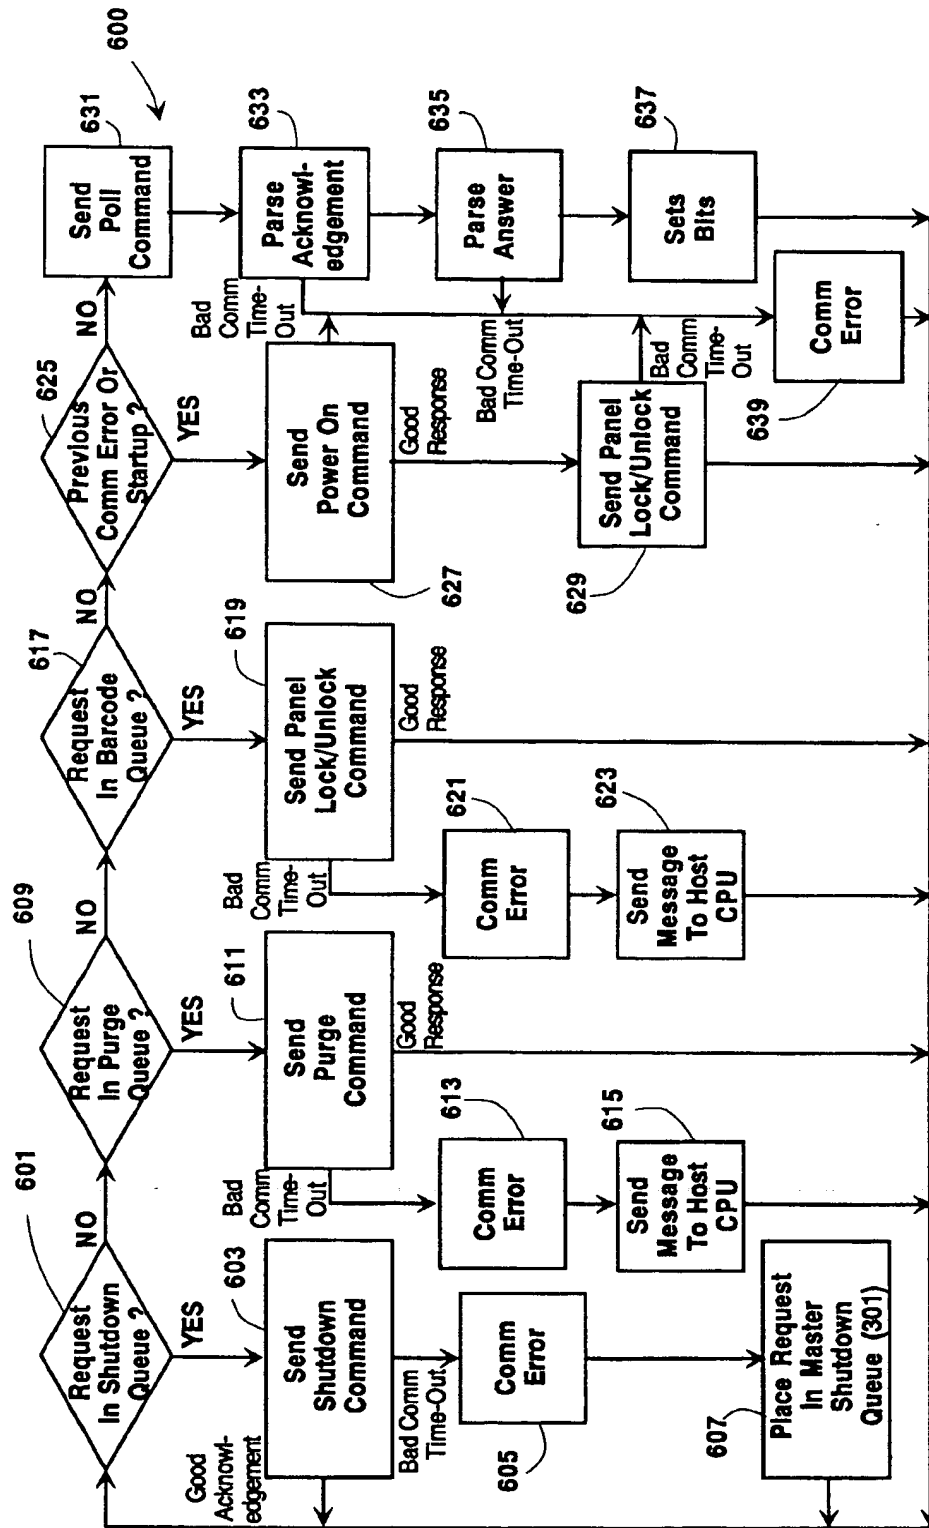 600
601
Request
In Shutdown
Queue ?
NO
YES
603
Send
Shutdown
Command
Good
Acknowl-
edgement
Bad Comm
Time-Out
Comm
Error
605
607
Place Request
In Master
Shutdown
Queue (301)
609
Request
In Purge
Queue ?
NO
YES
611
Send
Purge
Command
Bad
Comm
Time-
Out
Good
Response
613
Comm
Error
615
Send
Message
To Host
CPU
617
Request
In Barcode
Queue ?
NO
YES
619
Send Panel
Lock/Unlock
Command
Bad
Comm
Time-
Out
Good
Response
621
Comm
Error
623
Send
Message
To Host
CPU
625
Previous
Comm Error Or
Startup ?
NO
YES
Send
Power On
Command
627
Good
Response
Send Panel
Lock/Unlock
Command
629
Bad
Comm
Time-
Out
631
Send
Poll
Command
633
Parse
Acknowl-
edgement
Bad
Comm
Time-
Out
635
Parse
Answer
Bad Comm
Time-Out
637
Sets
Bits
Comm
Error
639